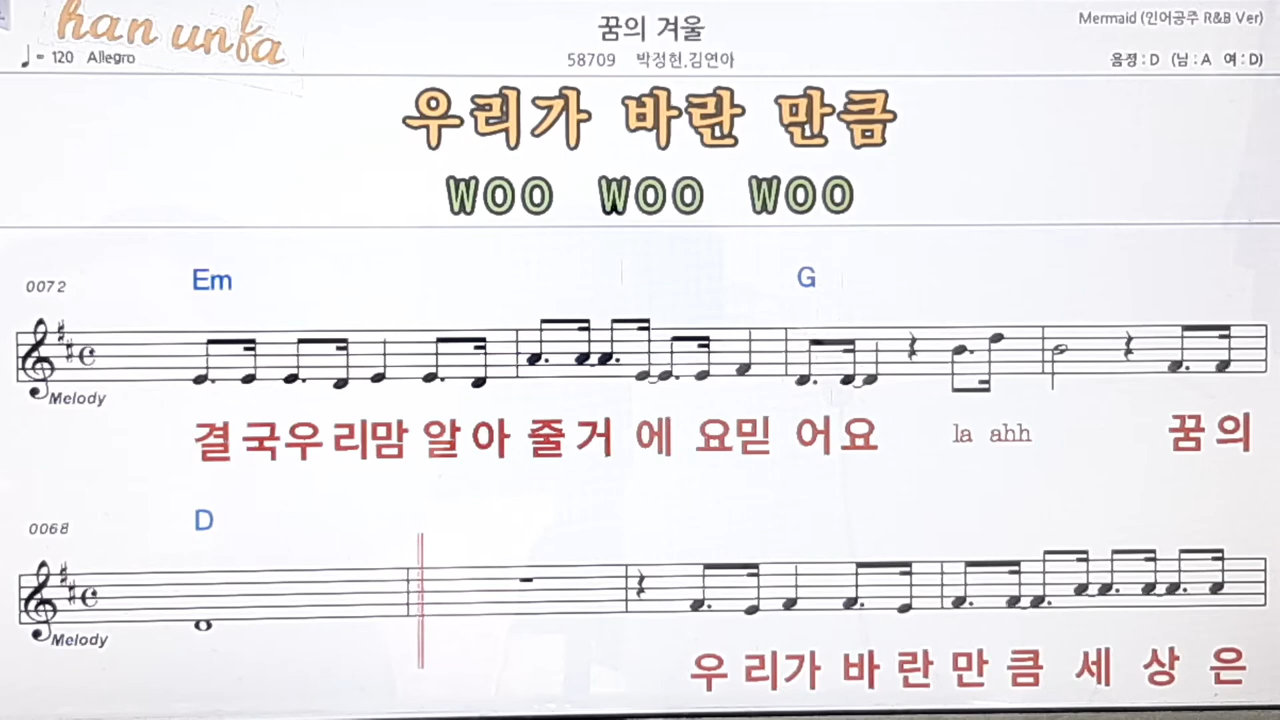 han unfa
꿈의 겨울
Mermaid (인어공주 R&B Ver)
♩= 120 Allegro
58709 박정현,김연아
음정 : D (남 : A 여 : D)
우리가 바란 만큼
WOO WOO WOO
0072
Em G
Melody
결국우리맘 알아 줄거 에 요믿 어요 la ahh 꿈의
0068
D
Melody
우 리가 바 란 만 큼 세 상 은